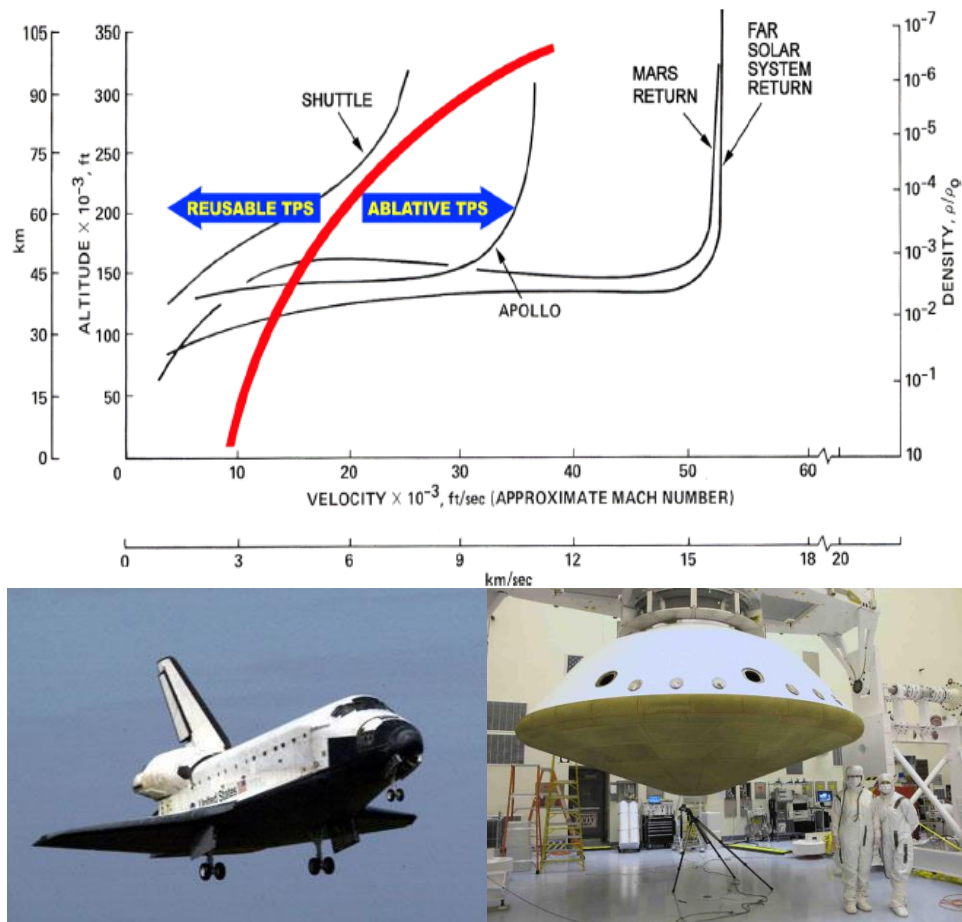 105
90
75
60
45
30
15
0
km
350
300
250
200
150
100
50
0
ALTITUDE × 10⁻³, ft
SHUTTLE
REUSABLE TPS
ABLATIVE TPS
APOLLO
MARS
RETURN
FAR
SOLAR
SYSTEM
RETURN
10⁻⁷
10⁻⁶
10⁻⁵
10⁻⁴
10⁻³
10⁻²
10⁻¹
10
DENSITY, ρ/ρ₀
10 20 30 40 50 60
VELOCITY × 10⁻³, ft/sec (APPROXIMATE MACH NUMBER)
0 3 6 9 12 15 18 20
km/sec
United States